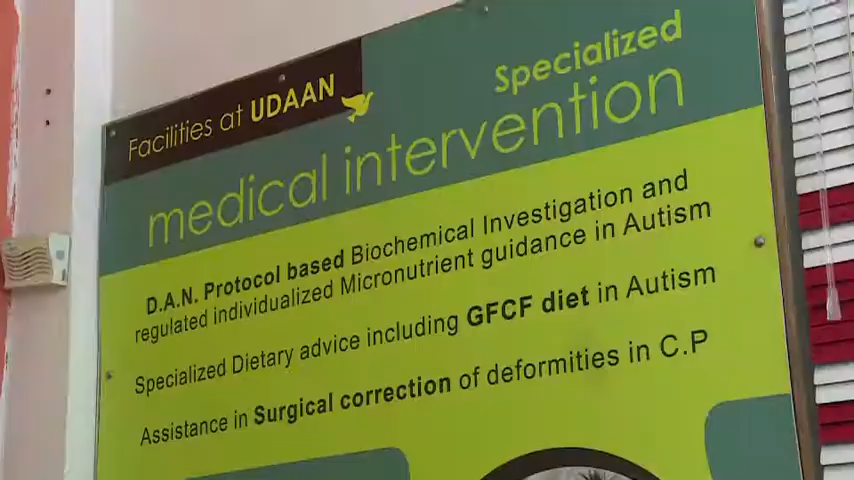 Facilities at UDAAN
Specialized
medical intervention
D.A.N. Protocol based Biochemical Investigation and
regulated individualized Micronutrient guidance in Autism
Specialized Dietary advice including GFCF diet in Autism
Assistance in Surgical correction of deformities in C.P